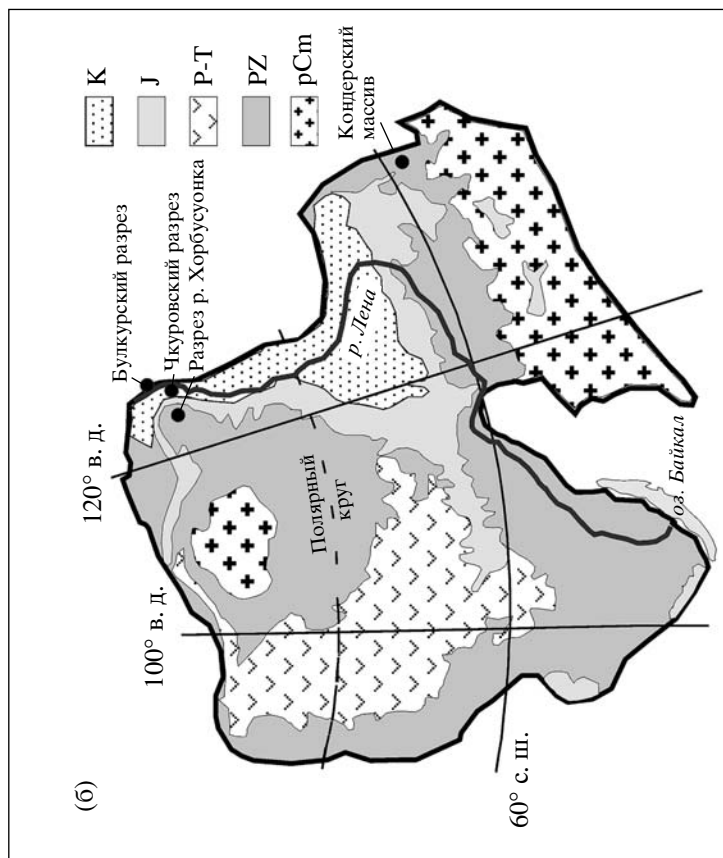 (б)
100° в. д.
120° в. д.
60° с. ш.
Булкурский разрез
Чкуровский разрез
Разрез р. Хорбусуонка
Полярный
круг
р. Лена
оз. Байкал
Кондерский
массив
K
J
P-T
PZ
pCm